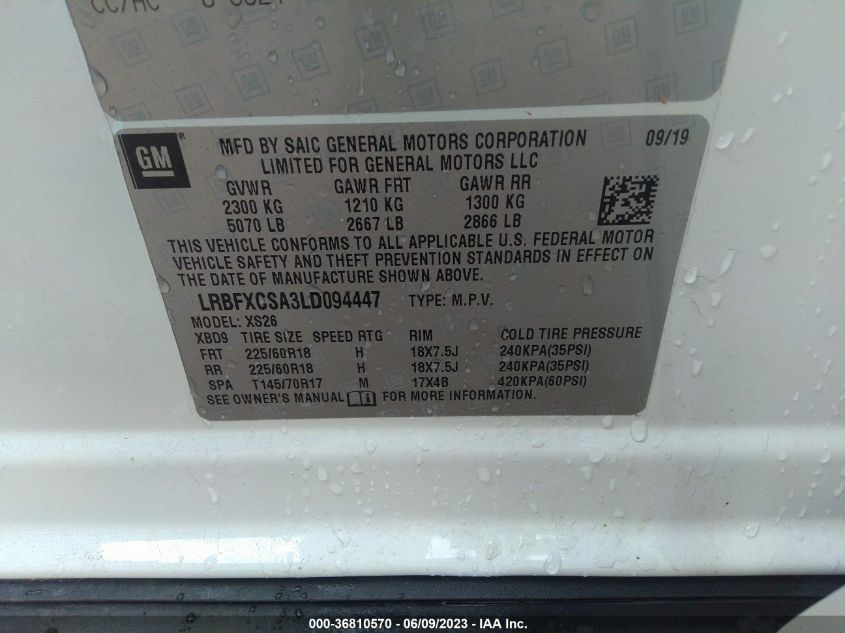 GM
MFD BY SAIC GENERAL MOTORS CORPORATION 09/19
LIMITED FOR GENERAL MOTORS LLC
GVWR GAWR FRT GAWR RR
2300 KG 1210 KG 1300 KG
5070 LB 2667 LB 2866 LB
THIS VEHICLE CONFORMS TO ALL APPLICABLE U.S. FEDERAL MOTOR
VEHICLE SAFETY AND THEFT PREVENTION STANDARDS IN EFFECT ON
THE DATE OF MANUFACTURE SHOWN ABOVE.
LRBFXCSA3LD094447 TYPE: M.P.V.
MODEL: XS26
XBD9 TIRE SIZE SPEED RTG RIM COLD TIRE PRESSURE
FRT 225/60R18 H 18X7.5J 240KPA(35PSI)
RR 225/60R18 H 18X7.5J 240KPA(35PSI)
SPA T145/70R17 M 17X4B 420KPA(60PSI)
SEE OWNER'S MANUAL FOR MORE INFORMATION.
000-36810570 - 06/09/2023 - IAA Inc.